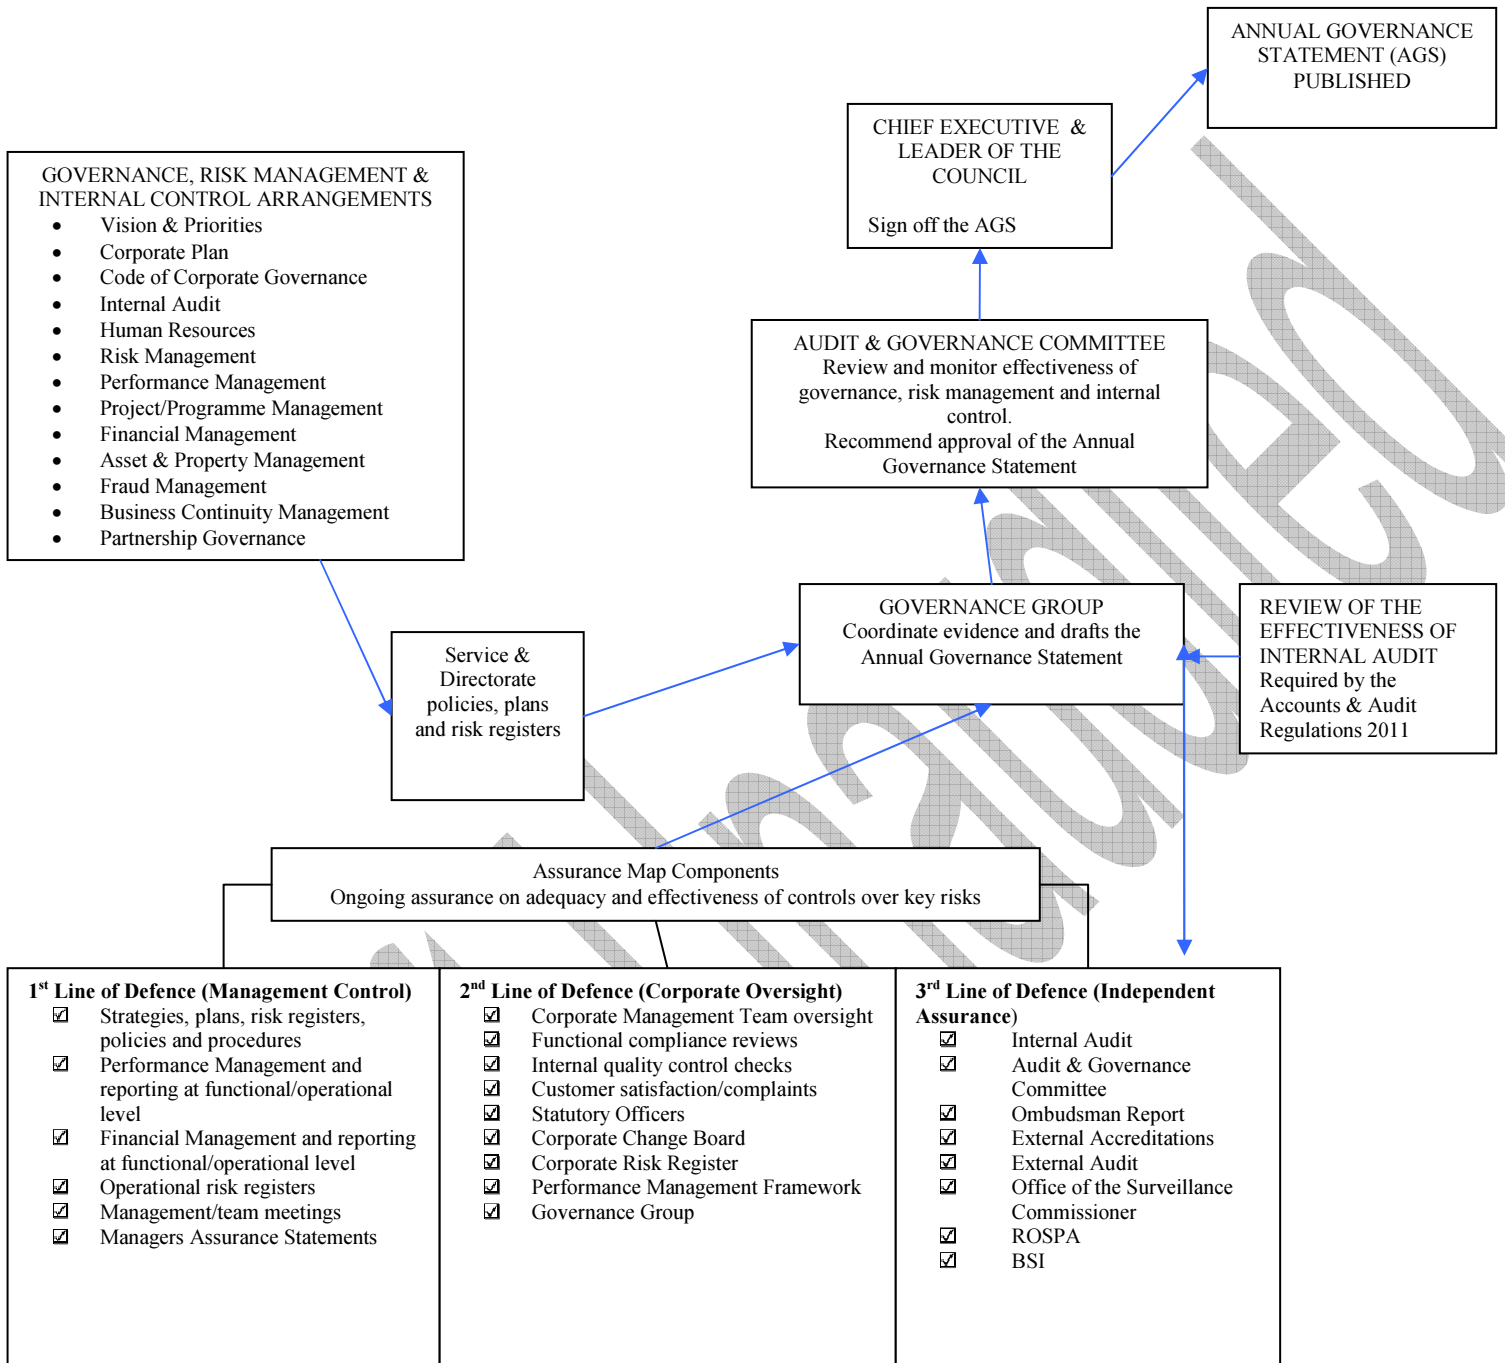 ANNUAL GOVERNANCE
STATEMENT (AGS)
PUBLISHED
CHIEF EXECUTIVE &
LEADER OF THE
COUNCIL
Sign off the AGS
GOVERNANCE, RISK MANAGEMENT &
INTERNAL CONTROL ARRANGEMENTS
• Vision & Priorities
• Corporate Plan
• Code of Corporate Governance
• Internal Audit
• Human Resources
• Risk Management
• Performance Management
• Project/Programme Management
• Financial Management
• Asset & Property Management
• Fraud Management
• Business Continuity Management
• Partnership Governance
AUDIT & GOVERNANCE COMMITTEE
Review and monitor effectiveness of
governance, risk management and internal
control.
Recommend approval of the Annual
Governance Statement
GOVERNANCE GROUP
Coordinate evidence and drafts the
Annual Governance Statement
REVIEW OF THE
EFFECTIVENESS OF
INTERNAL AUDIT
Required by the
Accounts & Audit
Regulations 2011
Service &
Directorate
policies, plans
and risk registers
Assurance Map Components
Ongoing assurance on adequacy and effectiveness of controls over key risks
1st Line of Defence (Management Control)
☑ Strategies, plans, risk registers,
policies and procedures
☑ Performance Management and
reporting at functional/operational
level
☑ Financial Management and reporting
at functional/operational level
☑ Operational risk registers
☑ Management/team meetings
☑ Managers Assurance Statements
2nd Line of Defence (Corporate Oversight)
☑ Corporate Management Team oversight
☑ Functional compliance reviews
☑ Internal quality control checks
☑ Customer satisfaction/complaints
☑ Statutory Officers
☑ Corporate Change Board
☑ Corporate Risk Register
☑ Performance Management Framework
☑ Governance Group
3rd Line of Defence (Independent
Assurance)
☑ Internal Audit
☑ Audit & Governance
Committee
☑ Ombudsman Report
☑ External Accreditations
☑ External Audit
☑ Office of the Surveillance
Commissioner
☑ ROSPA
☑ BSI
Unaudited